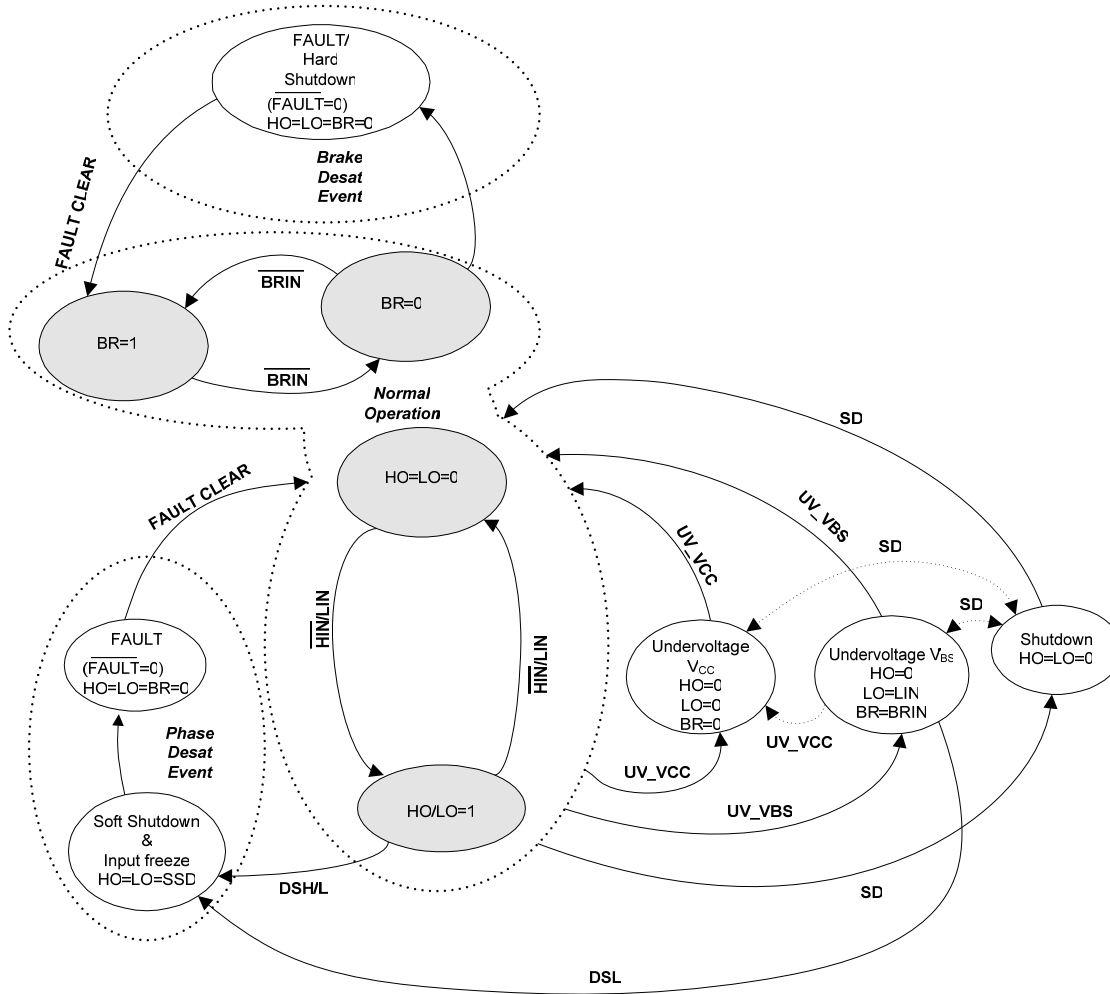 FAULT/
Hard
Shutdown
(FAULT=0)
HO=LO=BR=0
Brake
Desat
Event
FAULT CLEAR
BRIN
BR=0
BR=1
BRIN
Normal
Operation
SD
HO=LO=0
FAULT CLEAR
UV_VBS
UV_VCC
SD
SD
HIN/LIN
HIN/LIN
FAULT
(FAULT=0)
HO=LO=BR=0
Undervoltage
VCC
HO=0
LO=0
BR=0
Undervoltage VBS
HO=0
LO=LIN
BR=BRIN
Shutdown
HO=LO=0
Phase
Desat
Event
UV_VCC
UV_VCC
UV_VBS
HO/LO=1
Soft Shutdown
&
Input freeze
HO=LO=SSD
DSH/L
SD
DSL